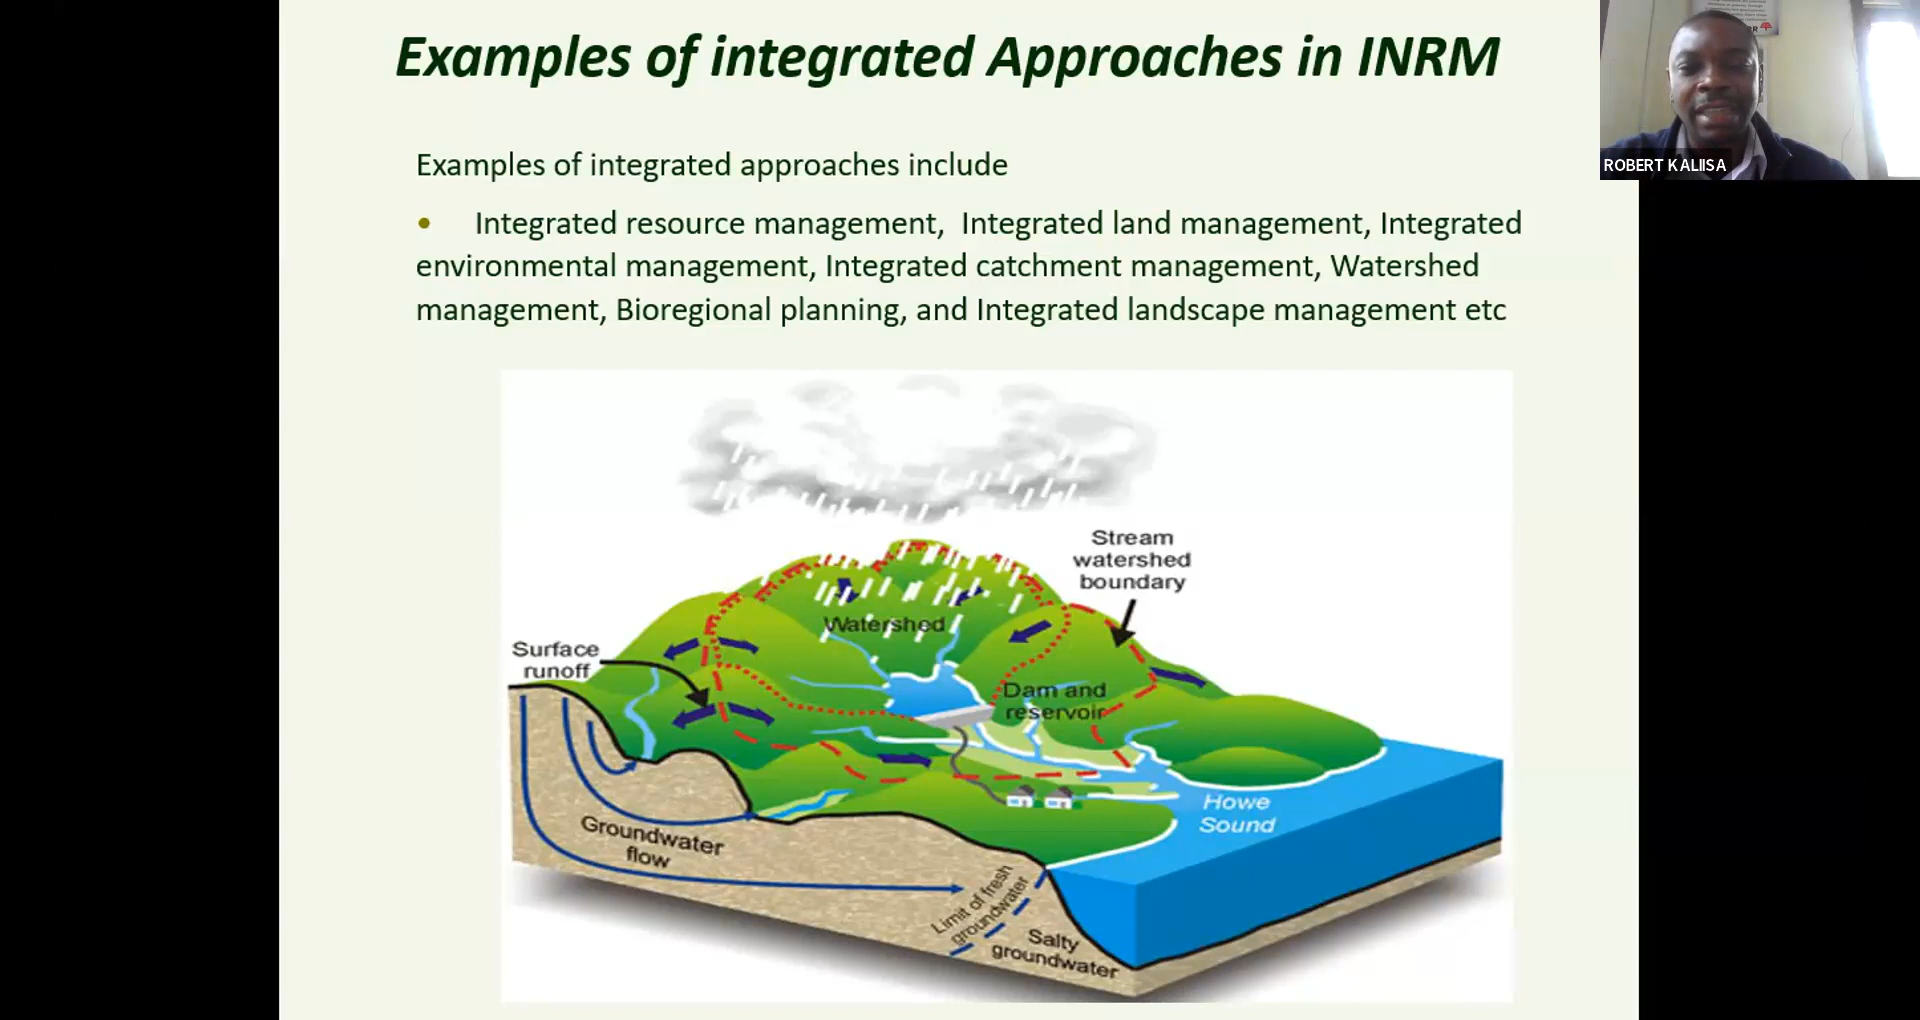 Examples of integrated Approaches in INRM
ROBERT KALIISA
Examples of integrated approaches include
• Integrated resource management, Integrated land management, Integrated
environmental management, Integrated catchment management, Watershed
management, Bioregional planning, and Integrated landscape management etc
Stream
watershed
boundary
Watershed
Surface
runoff
Dam and
reservoir
Howe
Sound
Groundwater
flow
Limit of fresh
groundwater
Salty
groundwater